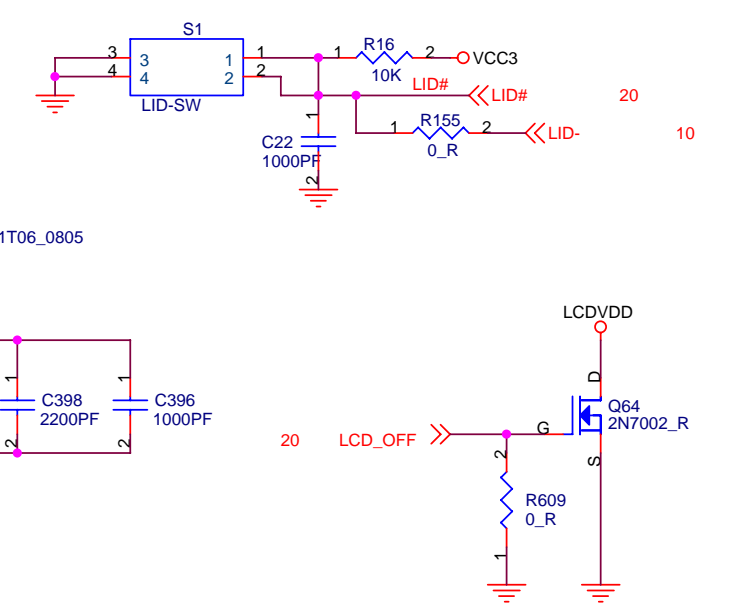 S1
3 3 1 1
4 4 2 2
LID-SW
1 R16 2 VCC3
10K
LID# LID# 20
1 R155 2 LID- 10
0_R
1
C22
1000PF
2
1T06_0805
LCDVDD
1 C398
2200PF
2
1 C396
1000PF
2
20 LCD_OFF
D
G Q64
2N7002_R
S
2
R609
0_R
1